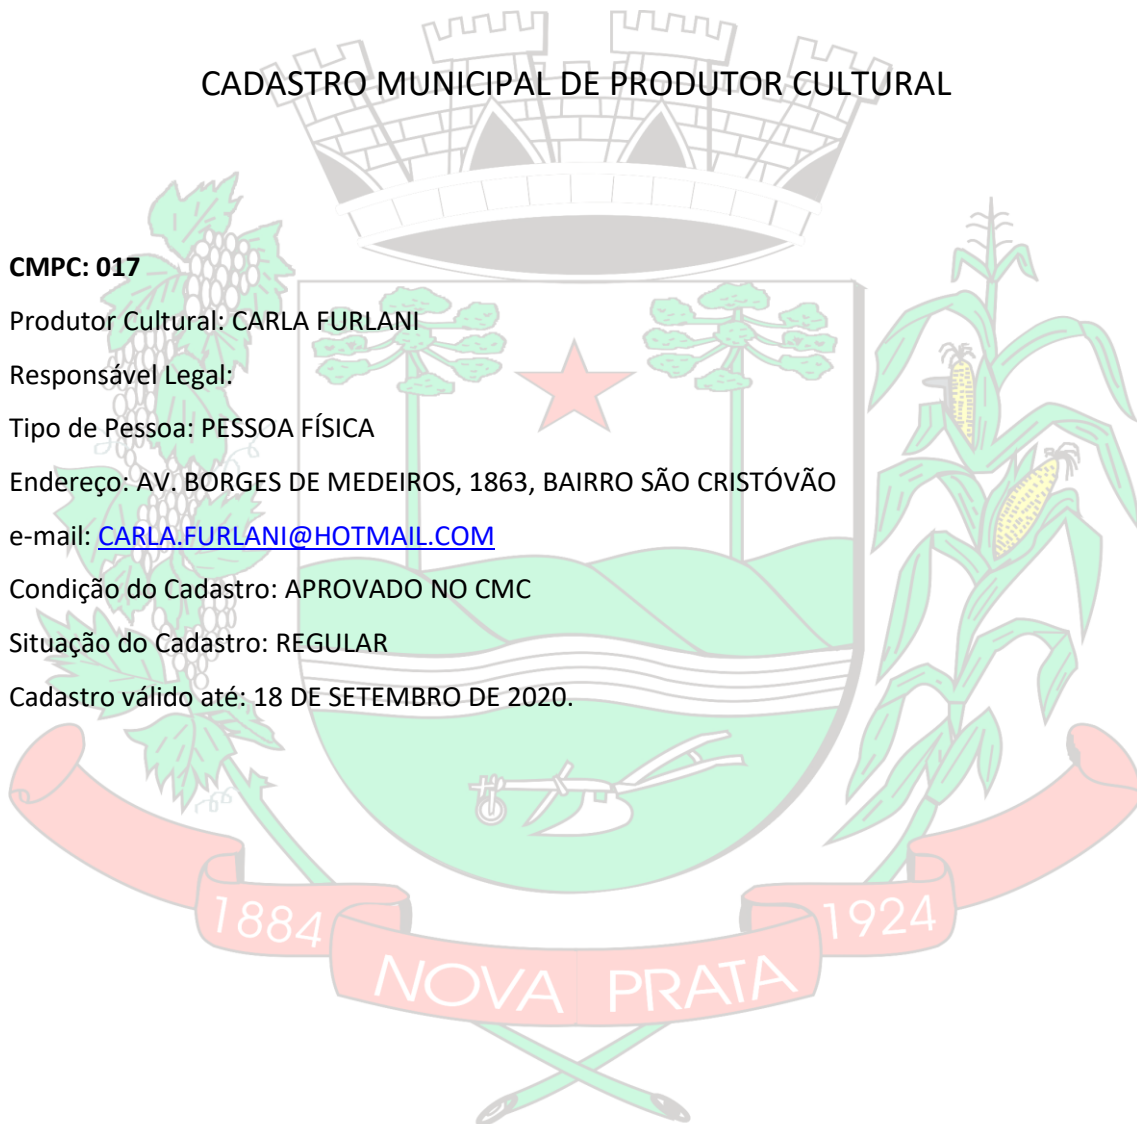 CADASTRO MUNICIPAL DE PRODUTOR CULTURAL
CMPC: 017
Produtor Cultural: CARLA FURLANI
Responsável Legal:
Tipo de Pessoa: PESSOA FÍSICA
Endereço: AV. BORGES DE MEDEIROS, 1863, BAIRRO SÃO CRISTÓVÃO
e-mail: CARLA.FURLANI@HOTMAIL.COM
Condição do Cadastro: APROVADO NO CMC
Situação do Cadastro: REGULAR
Cadastro válido até: 18 DE SETEMBRO DE 2020.
1884
NOVA PRATA
1924